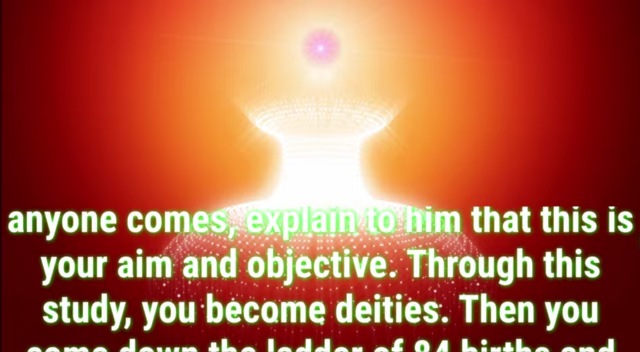 anyone comes, explain to him that this is
your aim and objective. Through this
study, you become deities. Then you
come down the ladder of 84 births and